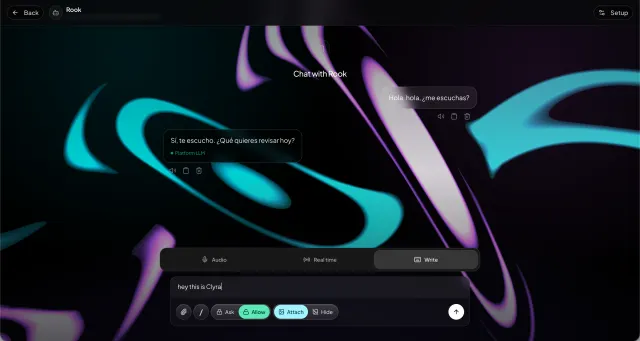 Back
Rook
Setup
Chat with Rook
Hola, hola, ¿me escuchas?
Sí, te escucho. ¿Qué quieres revisar hoy?
Platform LLM
Audio
Real time
Write
hey this is Clyra
/
Ask
Allow
Attach
Hide